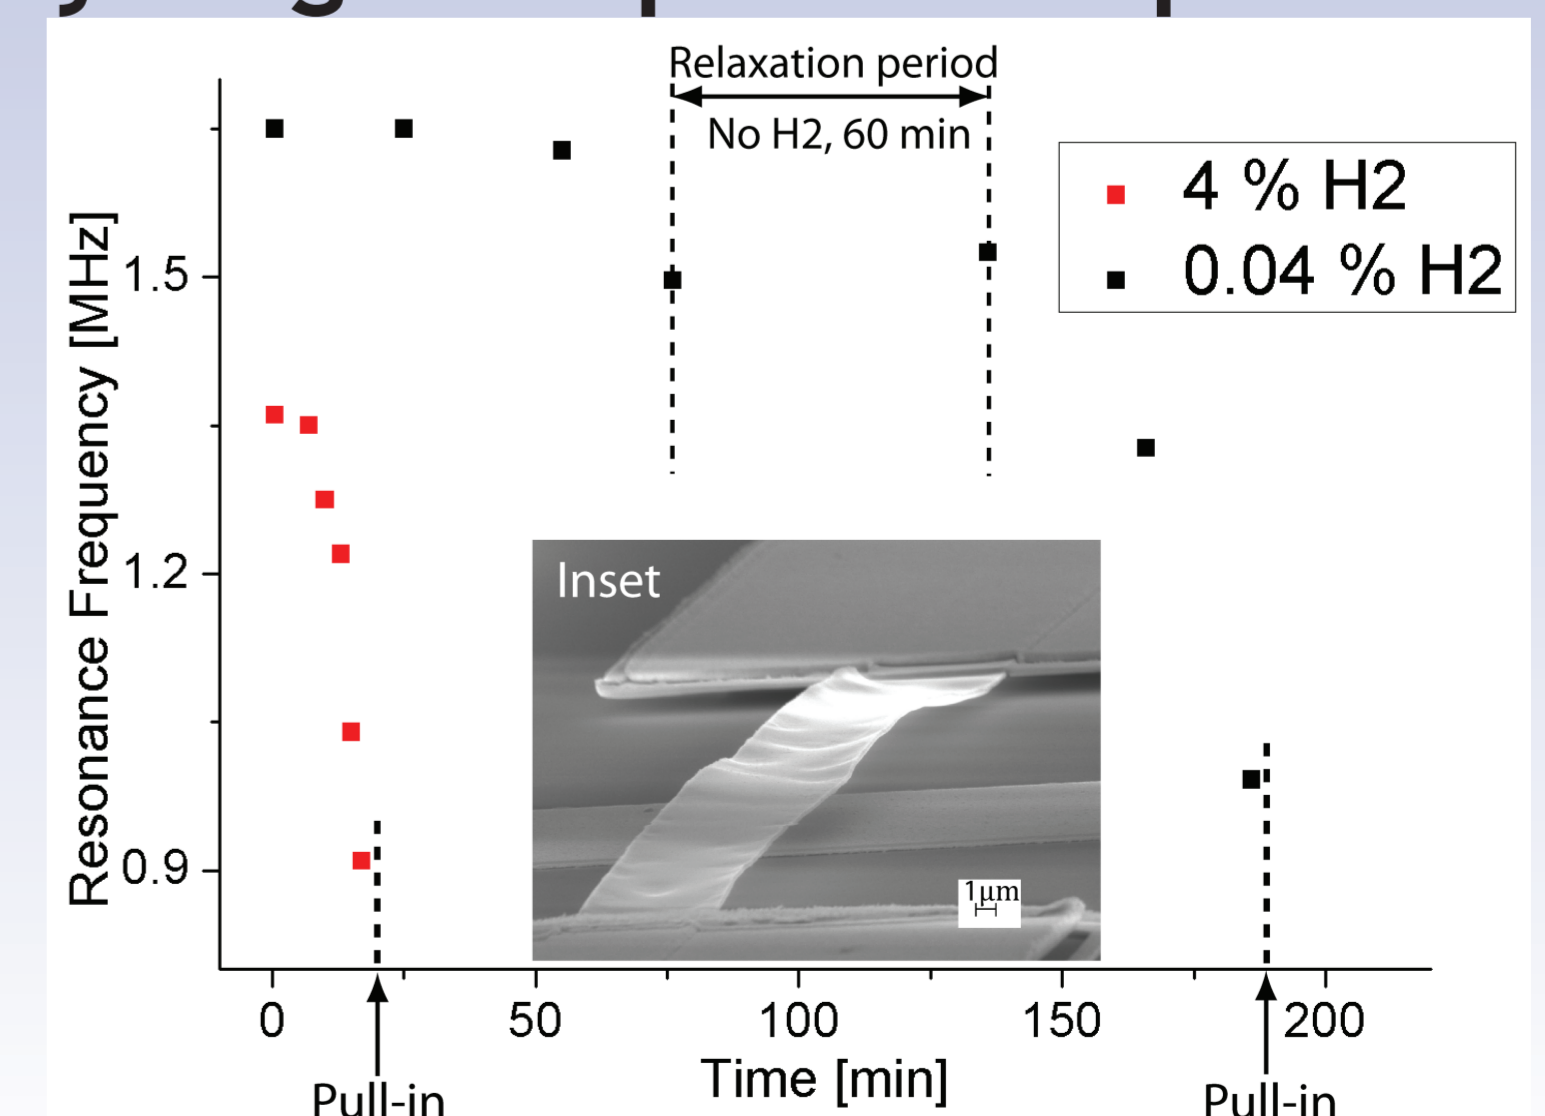 Relaxation period
No H2, 60 min
4 % H2
0.04 % H2
Resonance Frequency [MHz]
1.5
1.2
0.9
Inset
1µm
0
50
100
150
200
Time [min]
Pull-in
Pull-in